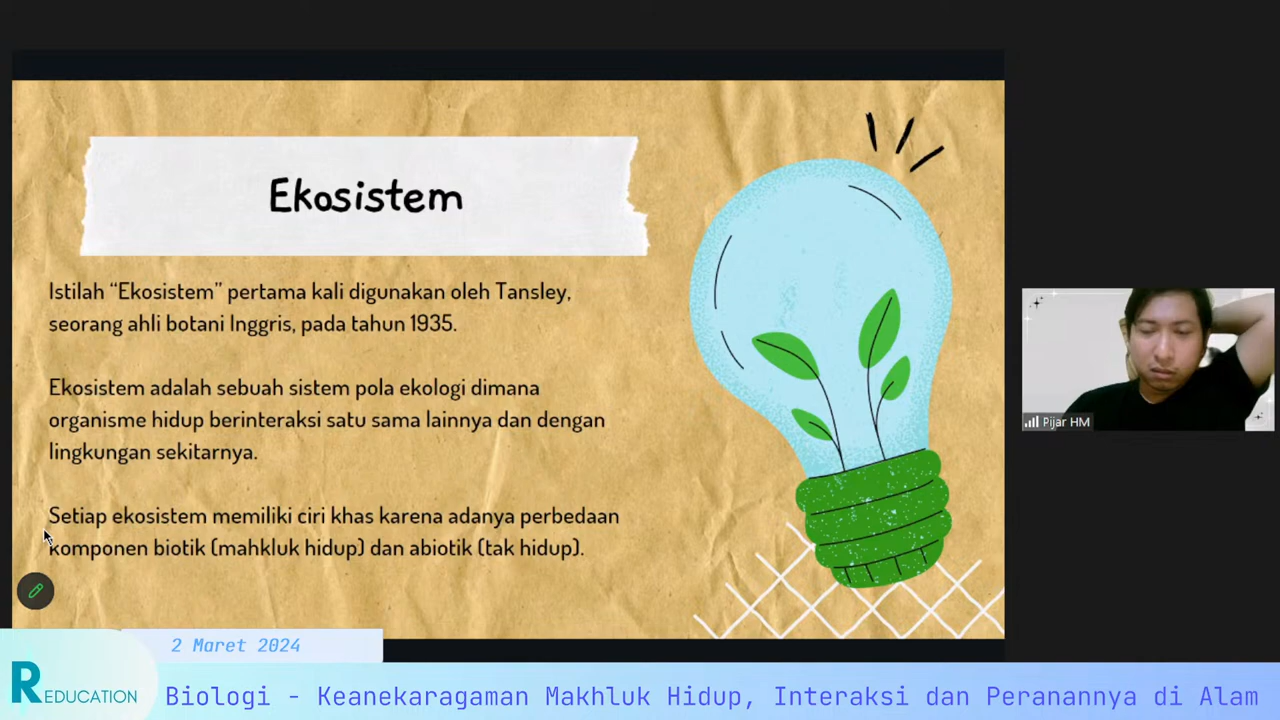 Ekosistem
Istilah “Ekosistem” pertama kali digunakan oleh Tansley,
seorang ahli botani Inggris, pada tahun 1935.
Ekosistem adalah sebuah sistem pola ekologi dimana
organisme hidup berinteraksi satu sama lainnya dan dengan
lingkungan sekitarnya.
Setiap ekosistem memiliki ciri khas karena adanya perbedaan
komponen biotik (mahkluk hidup) dan abiotik (tak hidup).
Pijar HM
2 Maret 2024
R EDUCATION
Biologi - Keanekaragaman Makhluk Hidup, Interaksi dan Peranannya di Alam